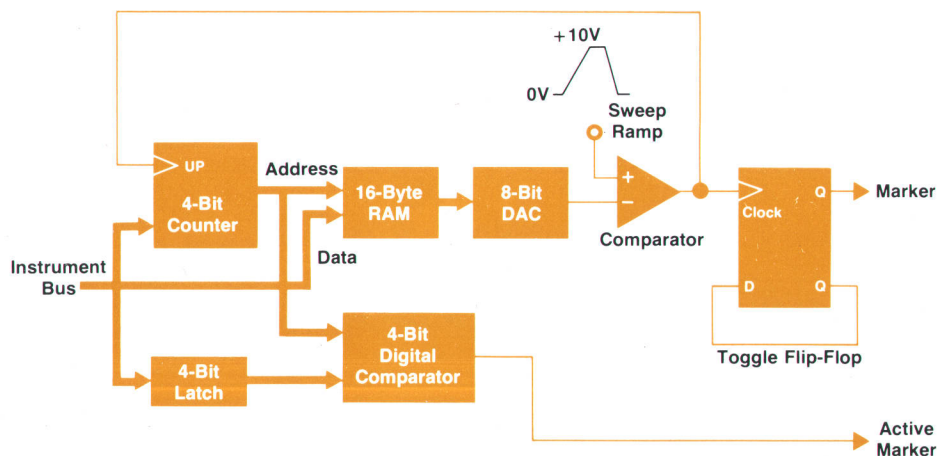 +10V
0V
Sweep
Ramp
UP
4-Bit
Counter
Address
16-Byte
RAM
8-Bit
DAC
+
−
Comparator
Clock
Q
Marker
Data
Instrument
Bus
D
Q
Toggle Flip-Flop
4-Bit
Latch
4-Bit
Digital
Comparator
Active
Marker